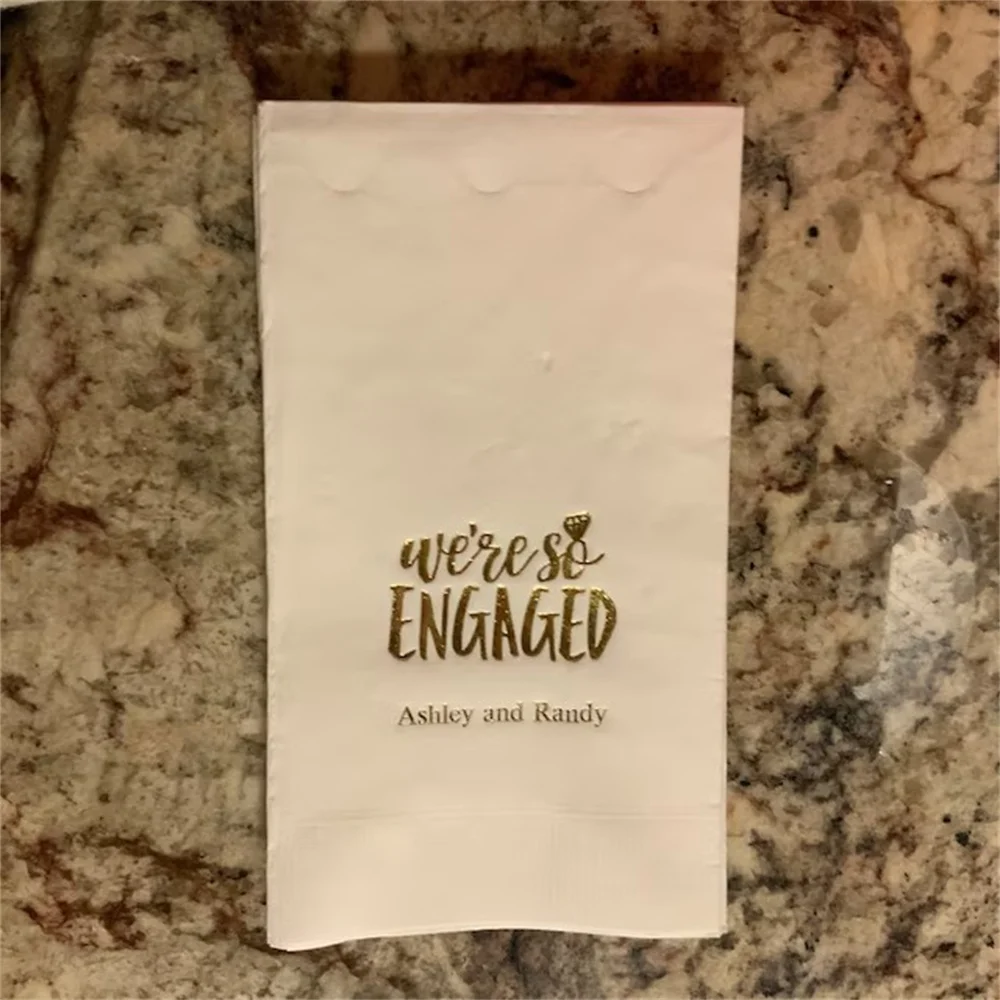 we're so
ENGAGED
Ashley and Randy